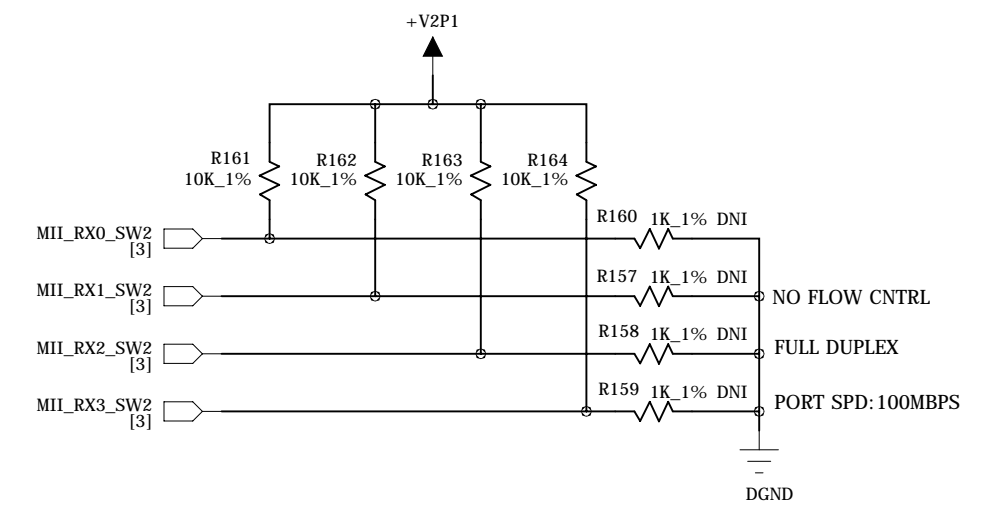 +V2P1
R161
10K_1%
R162
10K_1%
R163
10K_1%
R164
10K_1%
R160 1K_1% DNI
MII_RX0_SW2
[3]
R157 1K_1% DNI
MII_RX1_SW2
[3]
NO FLOW CNTRL
R158 1K_1% DNI
MII_RX2_SW2
[3]
FULL DUPLEX
R159 1K_1% DNI
MII_RX3_SW2
[3]
PORT SPD:100MBPS
DGND